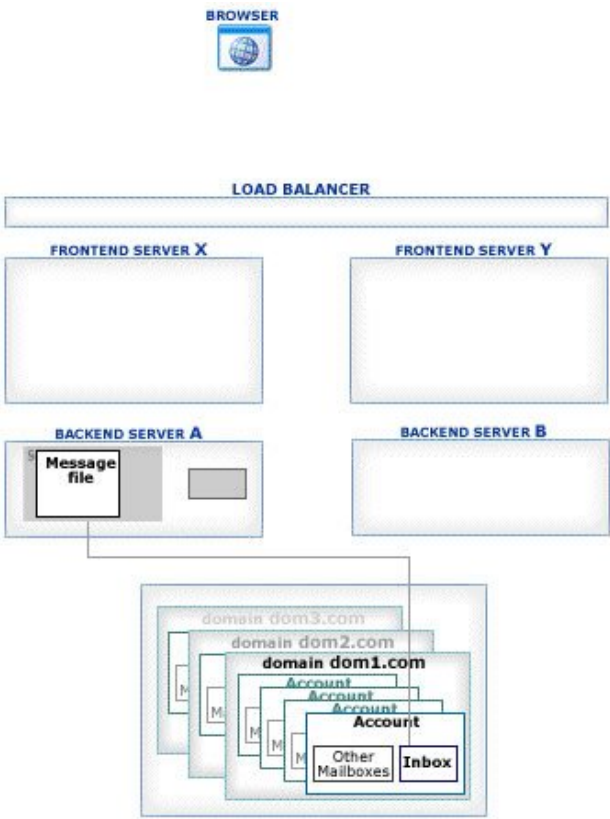 BROWSER
LOAD BALANCER
FRONTEND SERVER X
FRONTEND SERVER Y
BACKEND SERVER A
BACKEND SERVER B
S
Message
file
domain dom3.com
domain dom2.com
domain dom1.com
Account
Account
Account
Account
M
M
M
M
M
Other
Mailboxes
Inbox